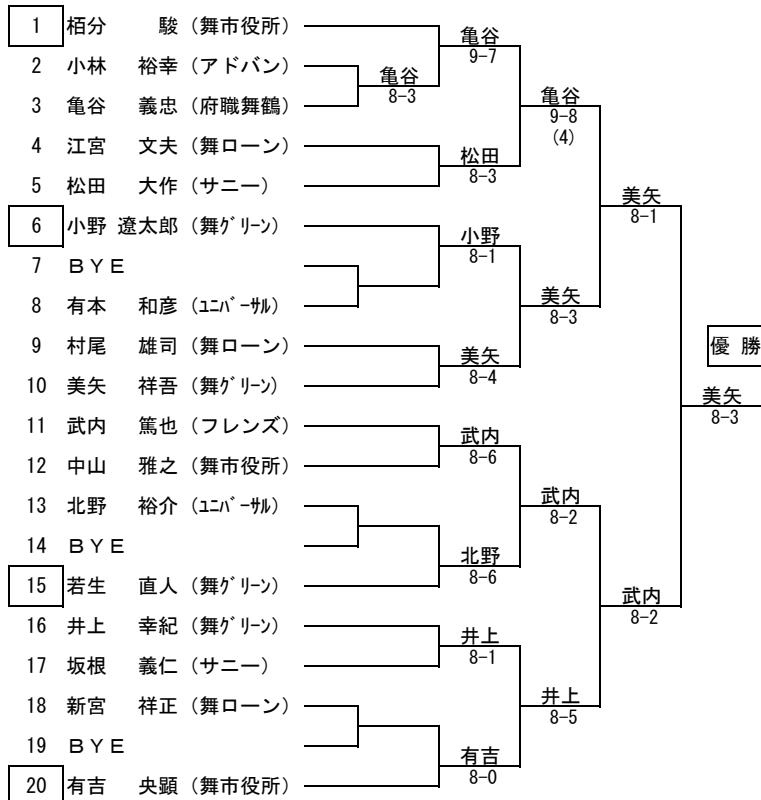 1 栢分 駿 (舞市役所)
2 小林 裕幸 (アドバン)
3 亀谷 義忠 (府職舞鶴)
4 江宮 文夫 (舞ローン)
5 松田 大作 (サニー)
6 小野 遼太郎 (舞グリーン)
7 BYE
8 有本 和彦 (ユニバーサル)
9 村尾 雄司 (舞ローン)
10 美矢 祥吾 (舞グリーン)
11 武内 篤也 (フレンズ)
12 中山 雅之 (舞市役所)
13 北野 裕介 (ユニバーサル)
14 BYE
15 若生 直人 (舞グリーン)
16 井上 幸紀 (舞グリーン)
17 坂根 義仁 (サニー)
18 新宮 祥正 (舞ローン)
19 BYE
20 有吉 央顕 (舞市役所)
亀谷
8-3
亀谷
9-7
松田
8-3
小野
8-1
美矢
8-4
武内
8-6
北野
8-6
井上
8-1
有吉
8-0
亀谷
9-8
(4)
美矢
8-3
武内
8-2
井上
8-5
美矢
8-1
武内
8-2
優勝
美矢
8-3